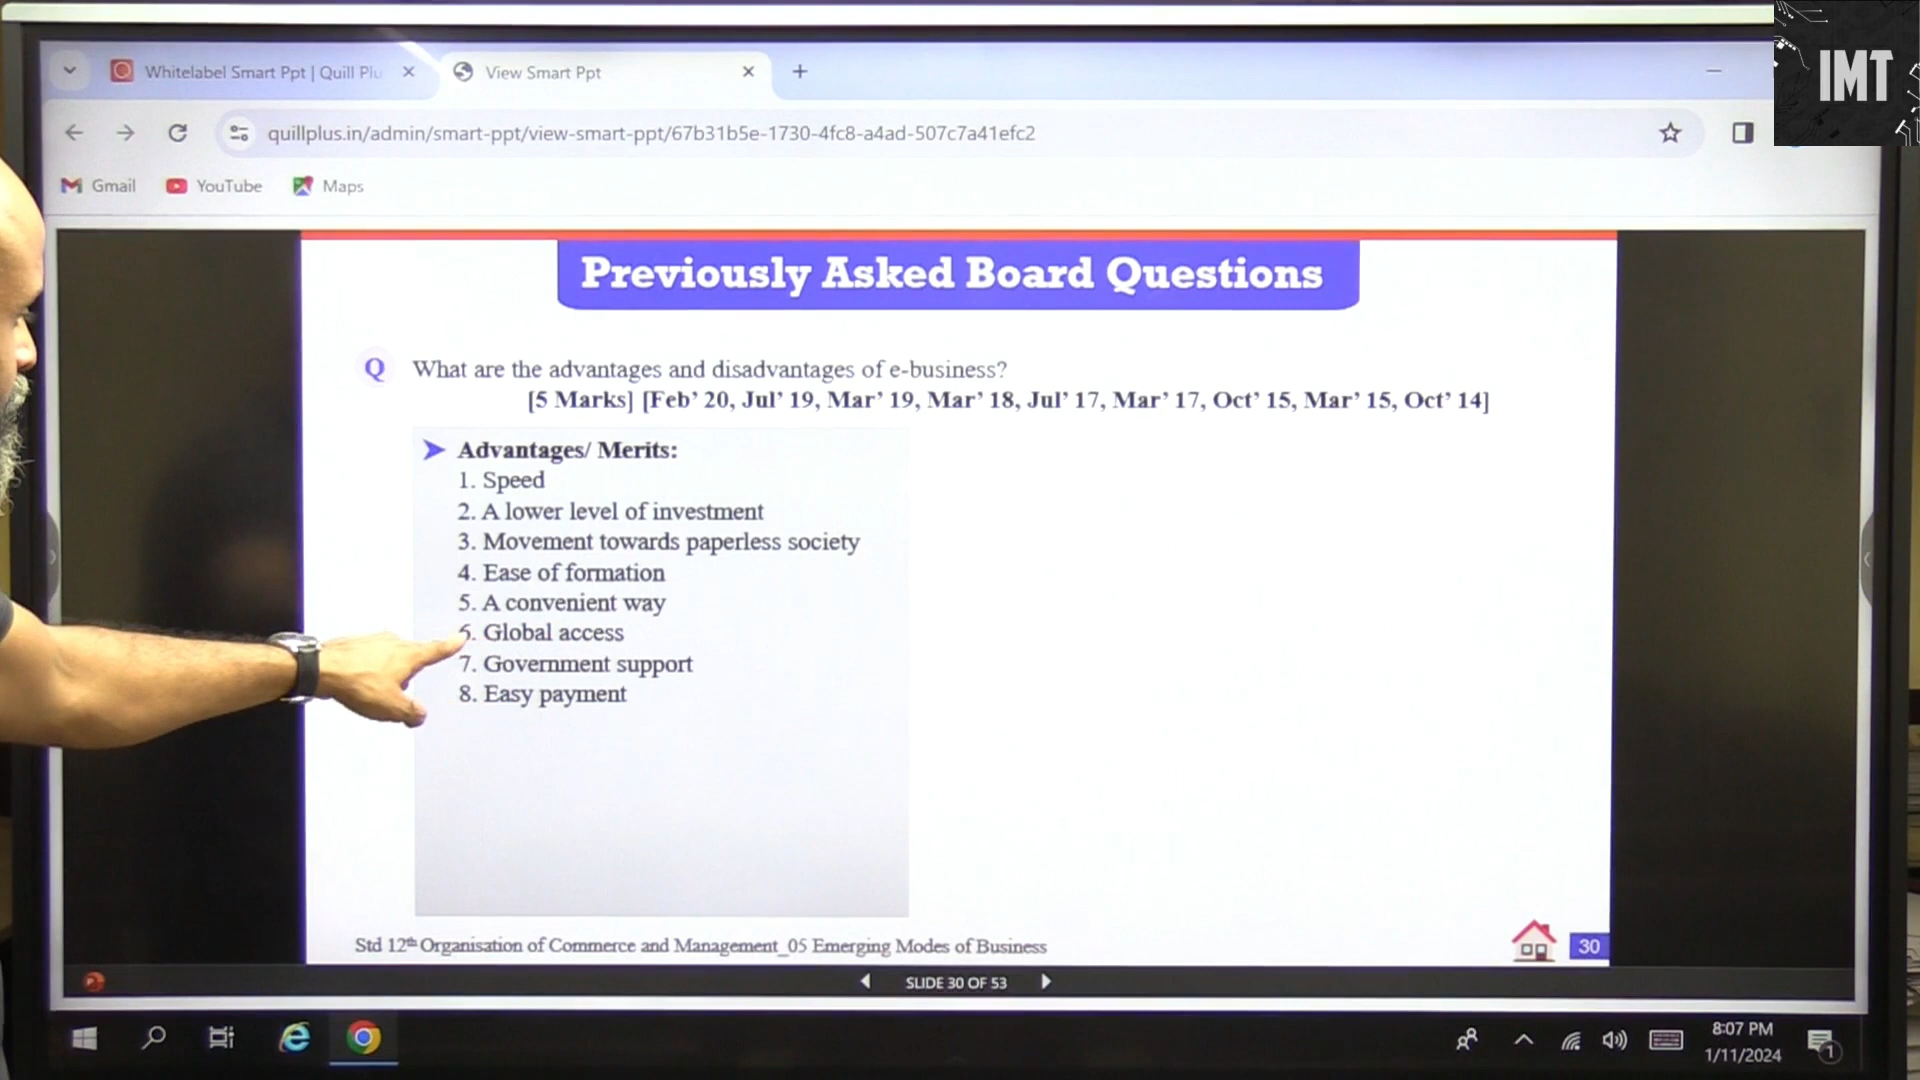 IMT
Whitelabel Smart Ppt | Quill Plu
View Smart Ppt
quillplus.in/admin/smart-ppt/view-smart-ppt/67b31b5e-1730-4fc8-a4ad-507c7a41efc2
Gmail
YouTube
Maps
Previously Asked Board Questions
Q What are the advantages and disadvantages of e-business?
[5 Marks] [Feb’ 20, Jul’ 19, Mar’ 19, Mar’ 18, Jul’ 17, Mar’ 17, Oct’ 15, Mar’ 15, Oct’ 14]
Advantages/ Merits:
1. Speed
2. A lower level of investment
3. Movement towards paperless society
4. Ease of formation
5. A convenient way
6. Global access
7. Government support
8. Easy payment
Std 12th Organisation of Commerce and Management_05 Emerging Modes of Business
30
SLIDE 30 OF 53
8:07 PM
1/11/2024
1